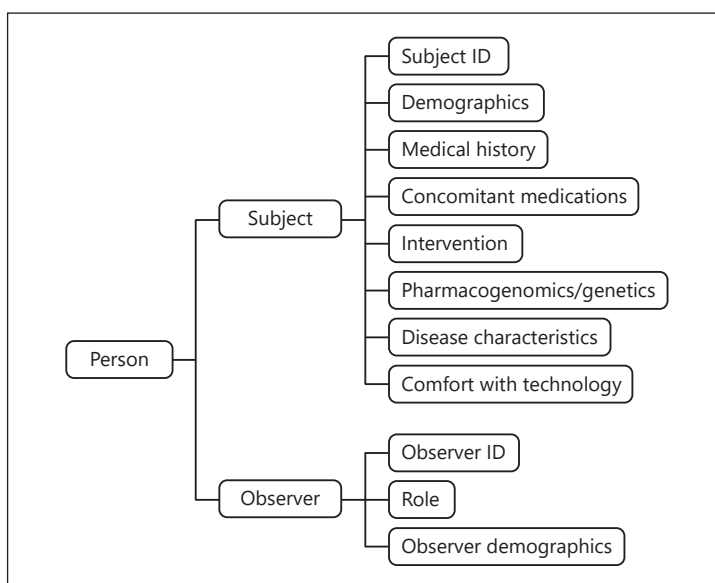 Person
Subject
Subject ID
Demographics
Medical history
Concomitant medications
Intervention
Pharmacogenomics/genetics
Disease characteristics
Comfort with technology
Observer
Observer ID
Role
Observer demographics